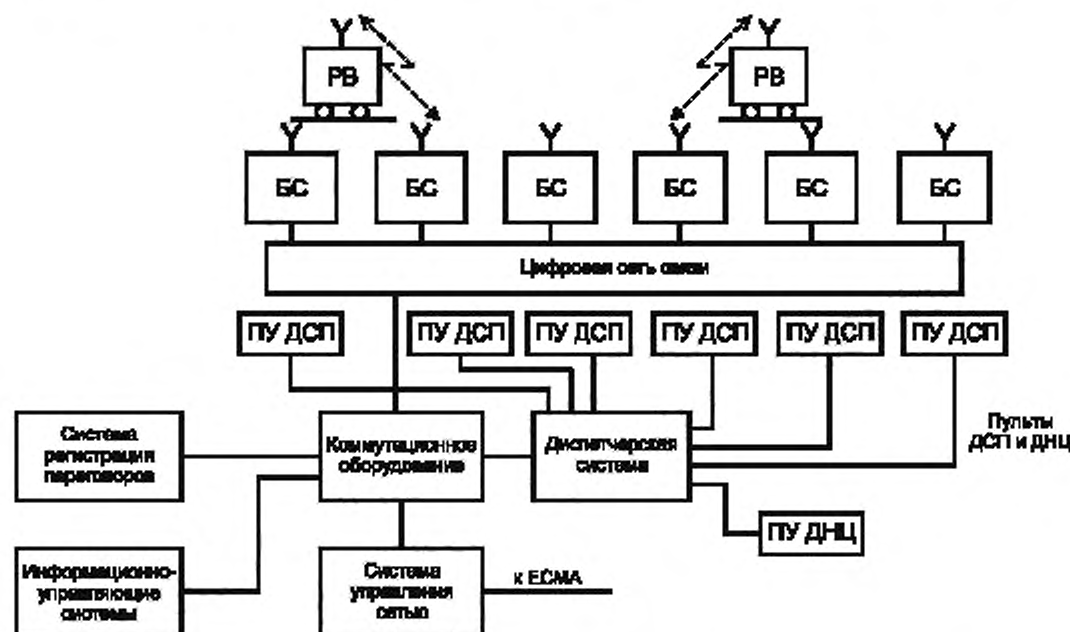 РВ
РВ
БС
БС
БС
БС
БС
БС
Цифровая сеть связи
ПУ ДСП
ПУ ДСП
ПУ ДСП
ПУ ДСП
ПУ ДСП
ПУ ДСП
Система
регистрации
переговоров
Коммутационное
оборудование
Диспетчерская
система
Пульты
ДСП и ДНЦ
ПУ ДНЦ
Информационно-
управляющие
системы
Система
управления
сетью
к ЕСМА